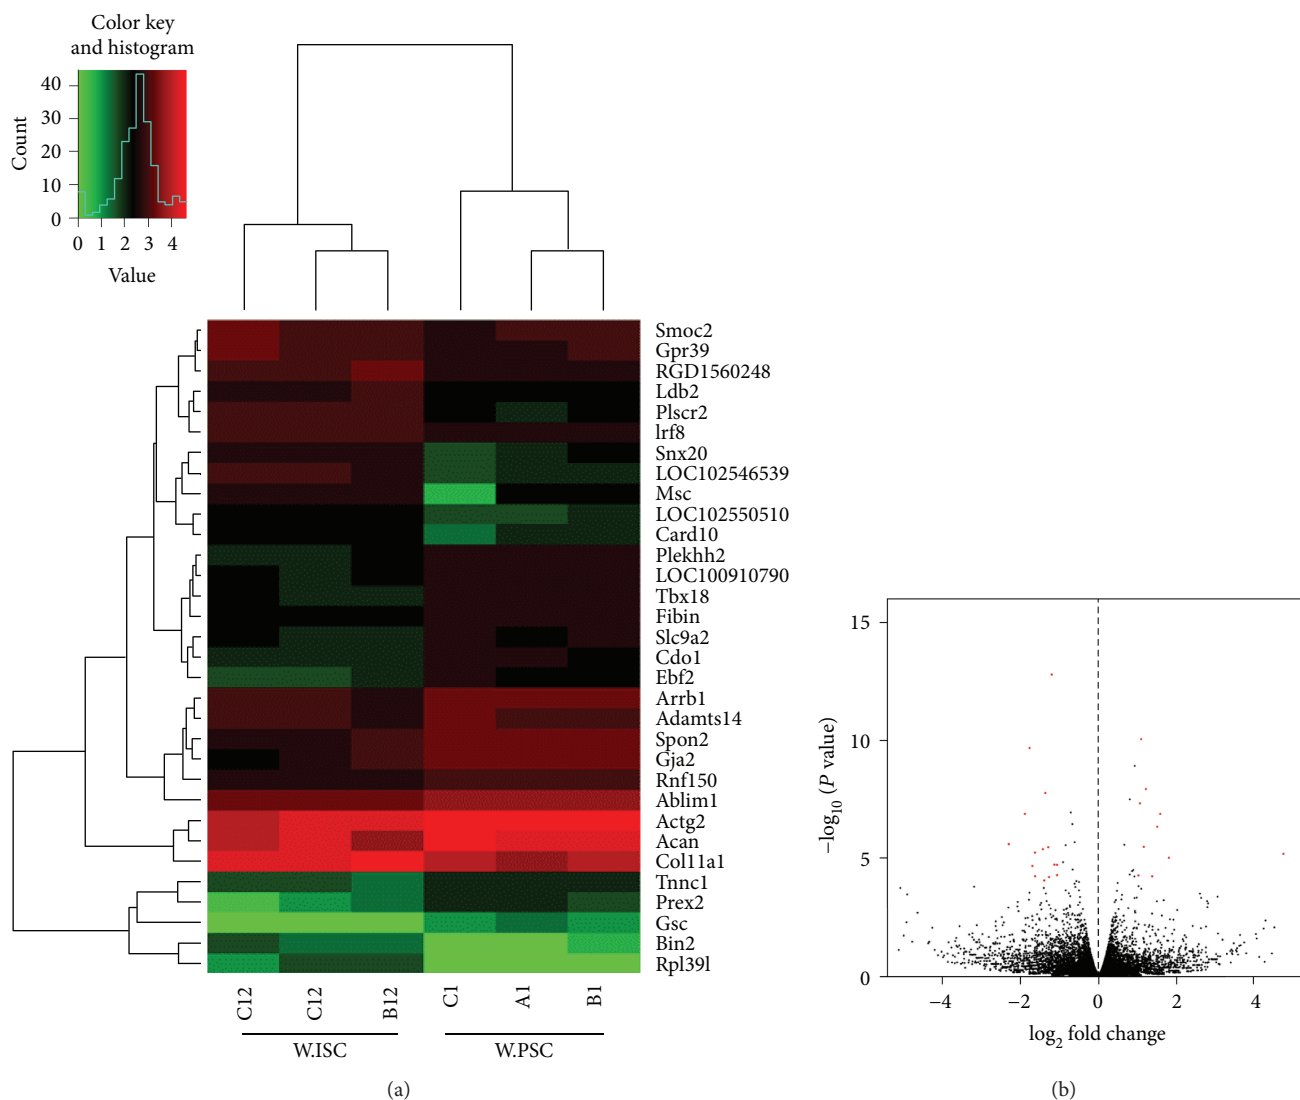 Color key
and histogram
Count
40
30
20
10
0
0 1 2 3 4
Value
Smoc2
Gpr39
RGD1560248
Ldb2
Plscr2
lrf8
Snx20
LOC102546539
Msc
LOC102550510
Card10
Plekhh2
LOC100910790
Tbx18
Fibin
Slc9a2
Cdo1
Ebf2
Arrb1
Adamts14
Spon2
Gja2
Rnf150
Ablim1
Actg2
Acan
Col11a1
Tnnc1
Prex2
Gsc
Bin2
Rpl39l
C12 C12 B12 C1 A1 B1
W.ISC W.PSC
(a)
−log10 (P value)
15
10
5
0
−4 −2 0 2 4
log2 fold change
(b)